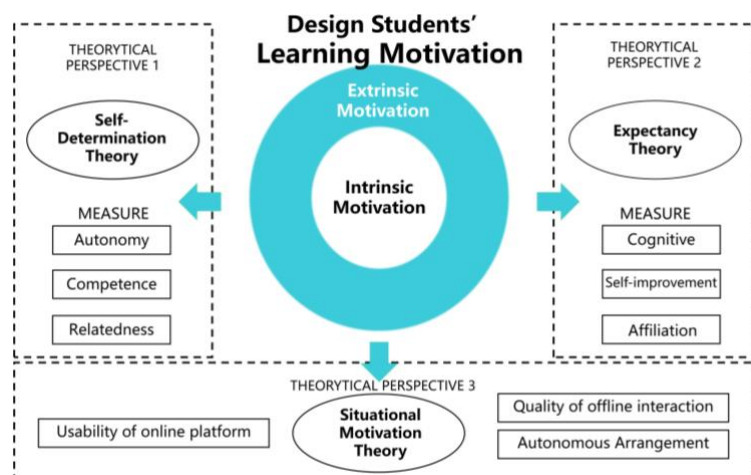 Design Students'
Learning Motivation
THEORYTICAL
PERSPECTIVE 1
Self-
Determination
Theory
MEASURE
Autonomy
Competence
Relatedness
Extrinsic
Motivation
Intrinsic
Motivation
THEORYTICAL
PERSPECTIVE 2
Expectancy
Theory
MEASURE
Cognitive
Self-improvement
Affiliation
THEORYTICAL PERSPECTIVE 3
Situational
Motivation
Theory
Usability of online platform
Quality of offline interaction
Autonomous Arrangement